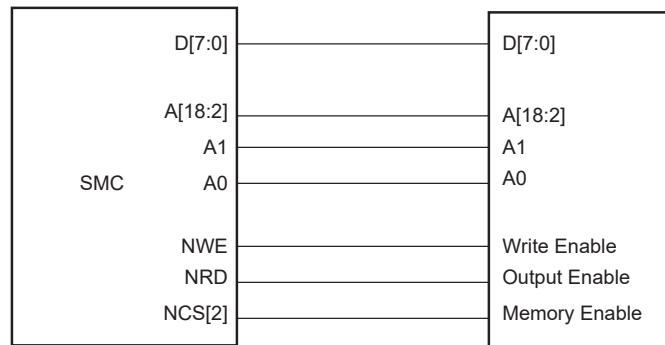 D[7:0] D[7:0]
A[18:2] A[18:2]
A1 A1
SMC A0 A0
NWE Write Enable
NRD Output Enable
NCS[2] Memory Enable